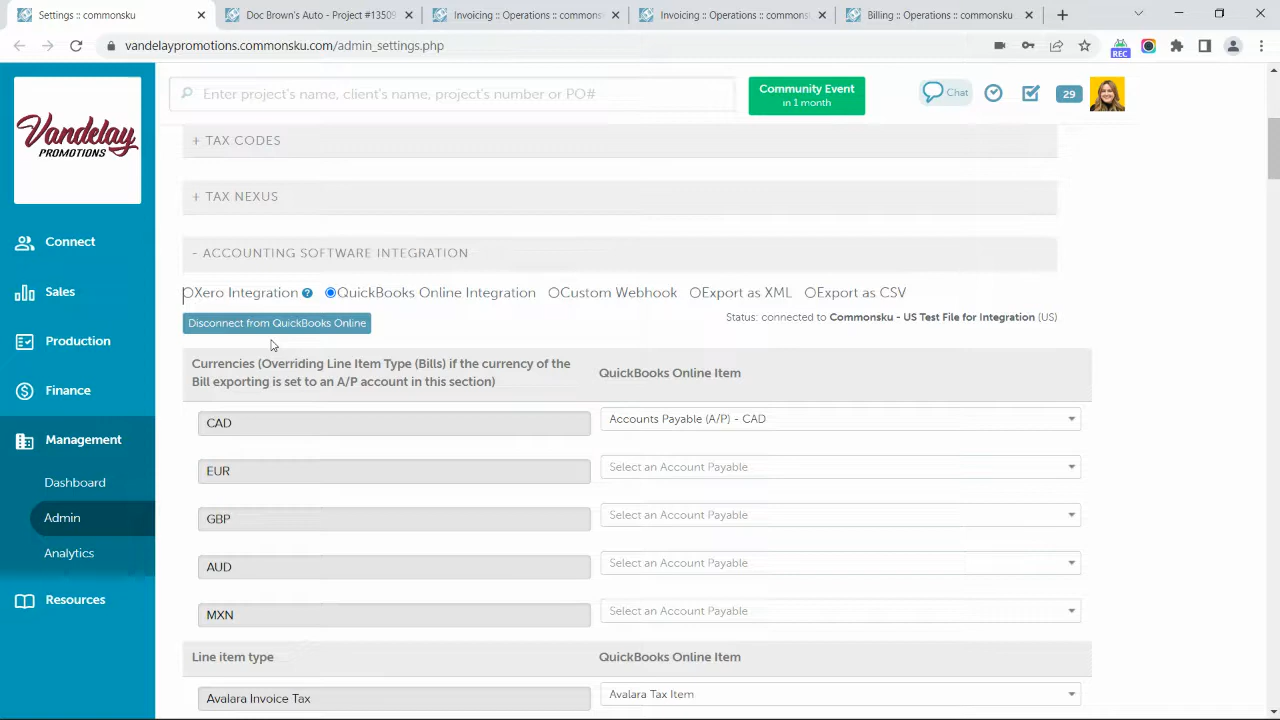 Settings :: commonsku
Doc Brown's Auto - Project #13509
Invoicing :: Operations :: commonsku
Invoicing :: Operations :: commonsku
Billing :: Operations :: commonsku
vandelaypromotions.commonsku.com/admin_settings.php
REC
Vandelay
PROMOTIONS
Enter project's name, client's name, project's number or PO#
Community Event
in 1 month
Chat
29
Connect
Sales
Production
Finance
Management
Dashboard
Admin
Analytics
Resources
+ TAX CODES
+ TAX NEXUS
- ACCOUNTING SOFTWARE INTEGRATION
Xero Integration ? QuickBooks Online Integration Custom Webhook Export as XML Export as CSV
Disconnect from QuickBooks Online
Status: connected to Commonsku - US Test File for Integration (US).
Currencies (Overriding Line Item Type (Bills) if the currency of the
Bill exporting is set to an A/P account in this section)
QuickBooks Online Item
CAD
Accounts Payable (A/P) - CAD
EUR
Select an Account Payable
GBP
Select an Account Payable
AUD
Select an Account Payable
MXN
Select an Account Payable
Line item type
QuickBooks Online Item
Avalara Invoice Tax
Avalara Tax Item